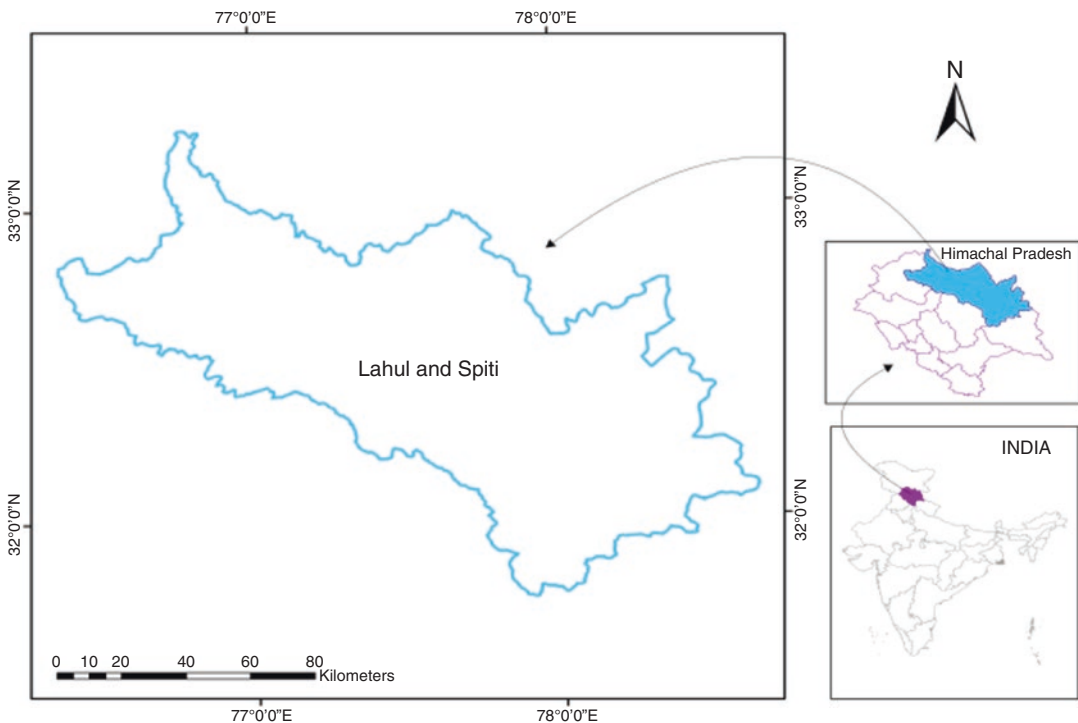 77°0'0"E
78°0'0"E
N
33°0'0"N
33°0'0"N
Himachal Pradesh
Lahul and Spiti
INDIA
32°0'0"N
32°0'0"N
0 10 20 40 60 80
Kilometers
77°0'0"E
78°0'0"E